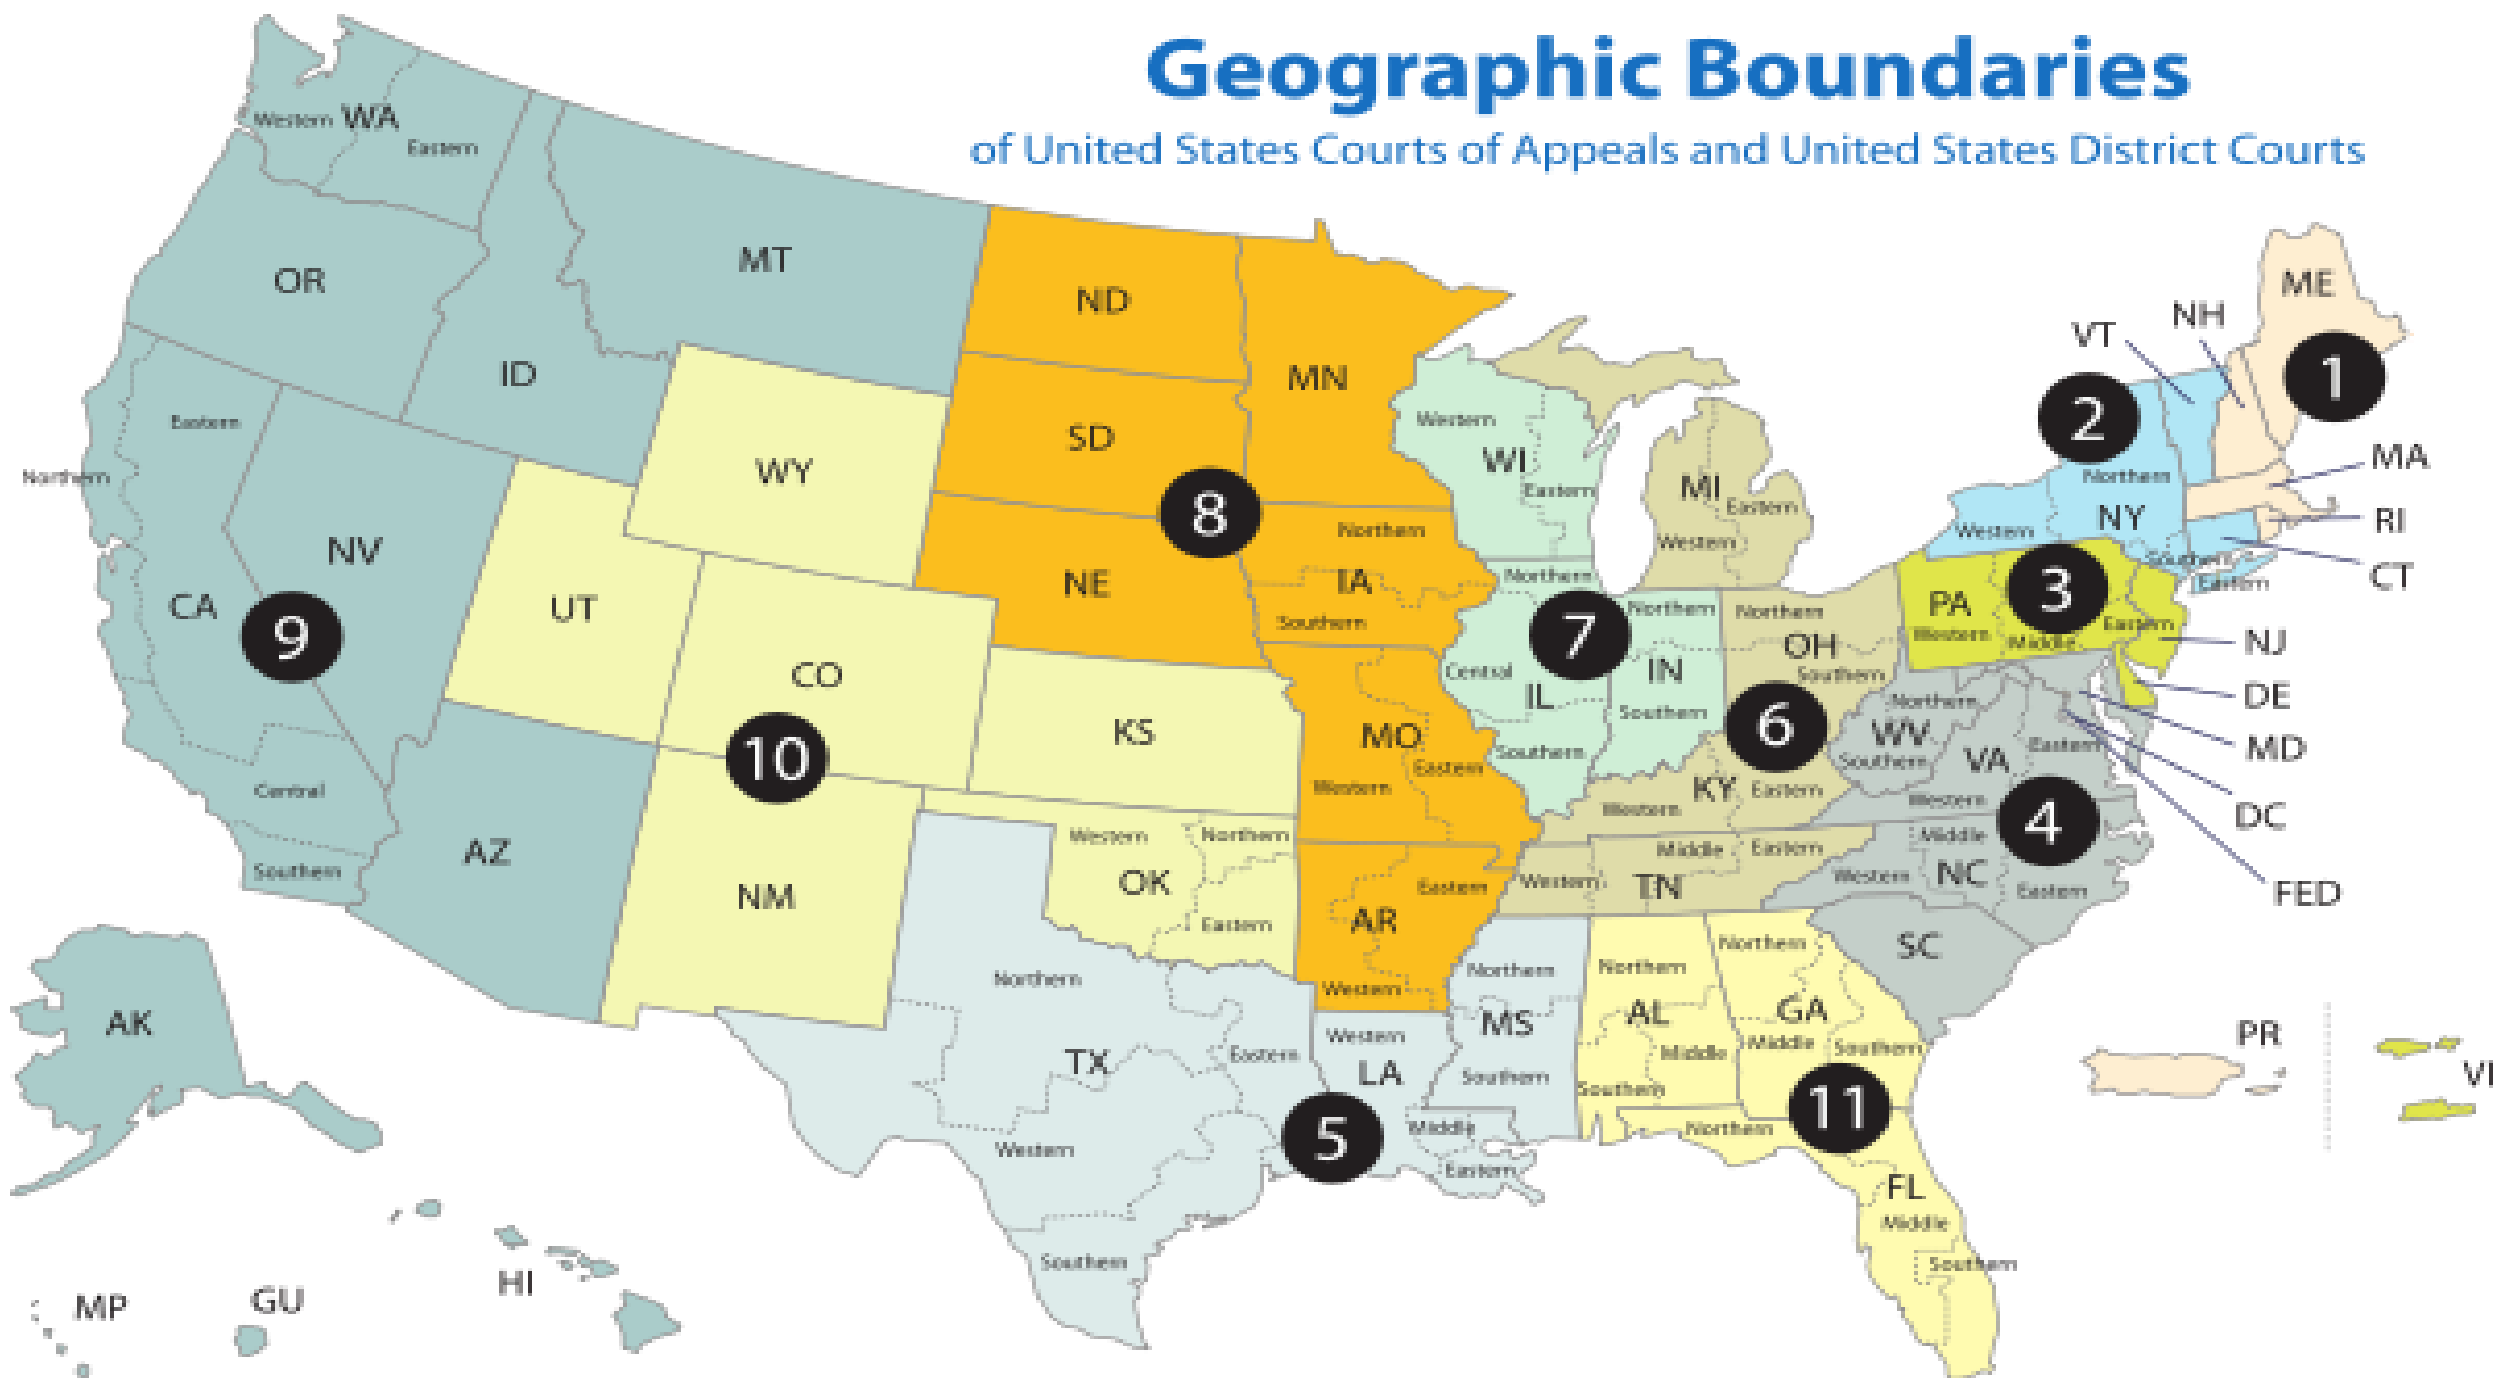 Geographic Boundaries
of United States Courts of Appeals and United States District Courts
Western WA
Eastern
OR
MT
ID
Eastern
Northern
NV
CA
9
Central
Southern
AZ
AK
MP
GU
HI
WY
UT
CO
KS
10
NM
Western
Northern
OK
Eastern
ND
MN
SD
8
NE
Northern
IA
Southern
MO
Eastern
Western
Eastern
AR
Western
Northern
TX
Eastern
Western
Southern
Western
LA
5
Middle
Eastern
Northern
MS
Southern
Western
WI
Eastern
Northern
7
Central
IL
Southern
Northern
IN
Southern
MI
Eastern
Western
Northern
OH
Southern
6
KY
Western
Eastern
Middle
Eastern
Western
TN
Northern
AL
Middle
Southern
Northern
GA
Middle
Southern
11
Northern
FL
Middle
Southern
ME
NH
VT
1
2
MA
Northern
NY
RI
Western
Southern
CT
Eastern
3
PA
Western
Middle
Eastern
NJ
DE
Northern
WV
Southern
VA
Eastern
MD
Western
4
DC
Middle
NC
Western
Eastern
FED
SC
PR
VI